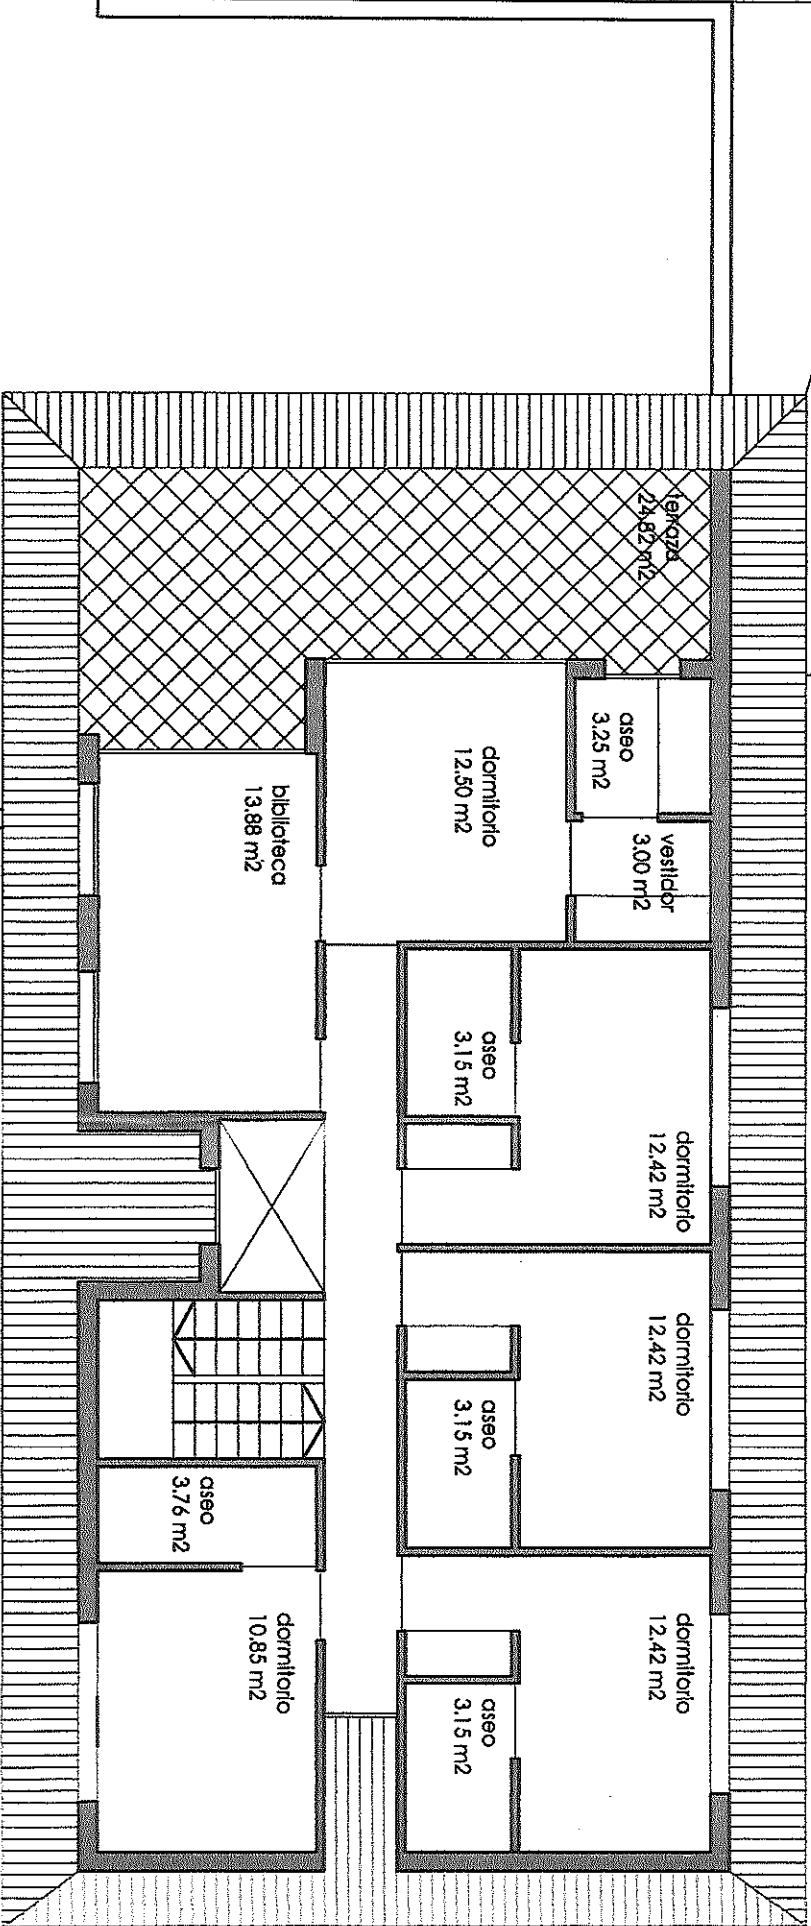 terraza
24.82 m2
aseo
3.25 m2
vestidor
3.00 m2
dormitorio
12.50 m2
biblioteca
13.88 m2
aseo
3.15 m2
dormitorio
12.42 m2
dormitorio
12.42 m2
aseo
3.15 m2
aseo
3.76 m2
dormitorio
10.85 m2
dormitorio
12.42 m2
aseo
3.15 m2